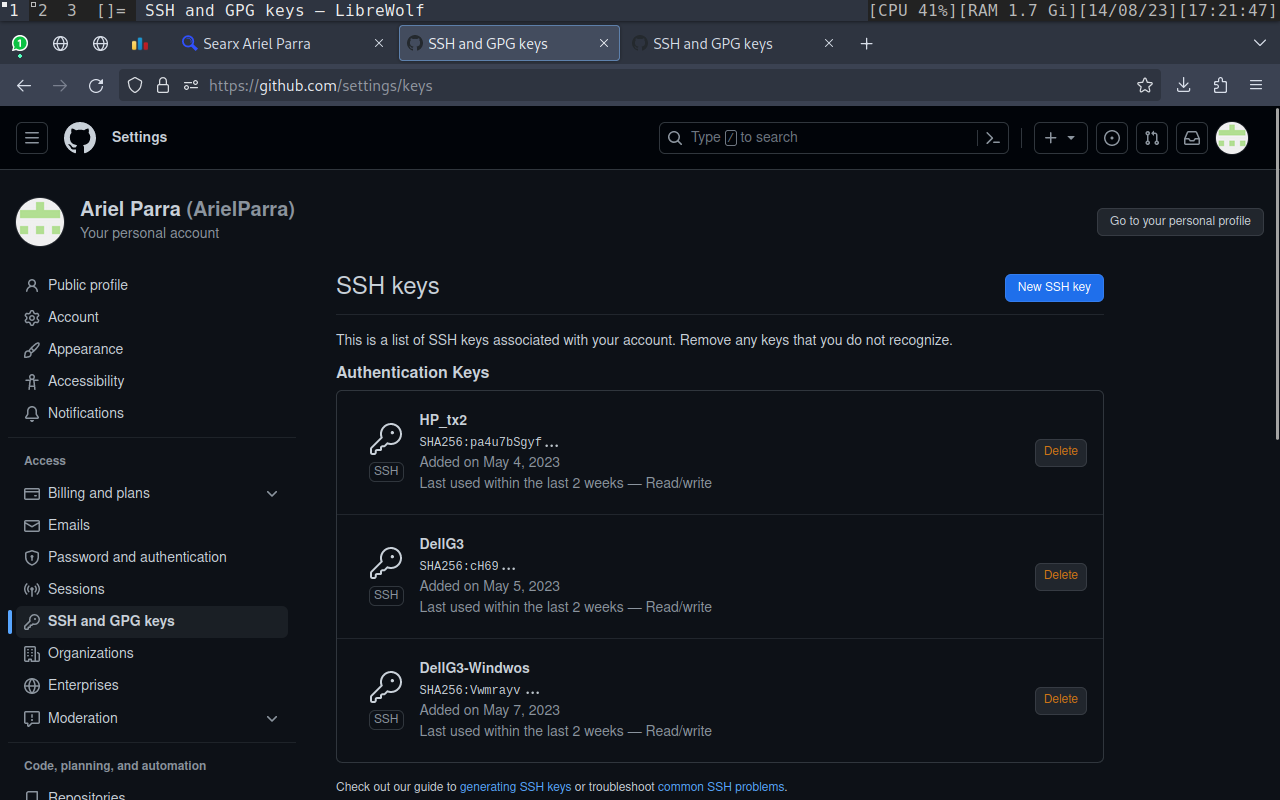 1 2 3 []= SSH and GPG keys — LibreWolf [CPU 41%][RAM 1.7 Gi][14/08/23][17:21:47]
1 Searx Ariel Parra SSH and GPG keys SSH and GPG keys
https://github.com/settings/keys
Settings
Type / to search
Ariel Parra (ArielParra)
Your personal account
Go to your personal profile
Public profile
Account
Appearance
Accessibility
Notifications
Access
Billing and plans
Emails
Password and authentication
Sessions
SSH and GPG keys
Organizations
Enterprises
Moderation
Code, planning, and automation
Repositories
SSH keys
New SSH key
This is a list of SSH keys associated with your account. Remove any keys that you do not recognize.
Authentication Keys
HP_tx2
SHA256:pa4u7bSgyf...
Added on May 4, 2023
Last used within the last 2 weeks — Read/write
SSH
Delete
DellG3
SHA256:cH69...
Added on May 5, 2023
Last used within the last 2 weeks — Read/write
SSH
Delete
DellG3-Windwos
SHA256:Vwmrayv ...
Added on May 7, 2023
Last used within the last 2 weeks — Read/write
SSH
Delete
Check out our guide to generating SSH keys or troubleshoot common SSH problems.